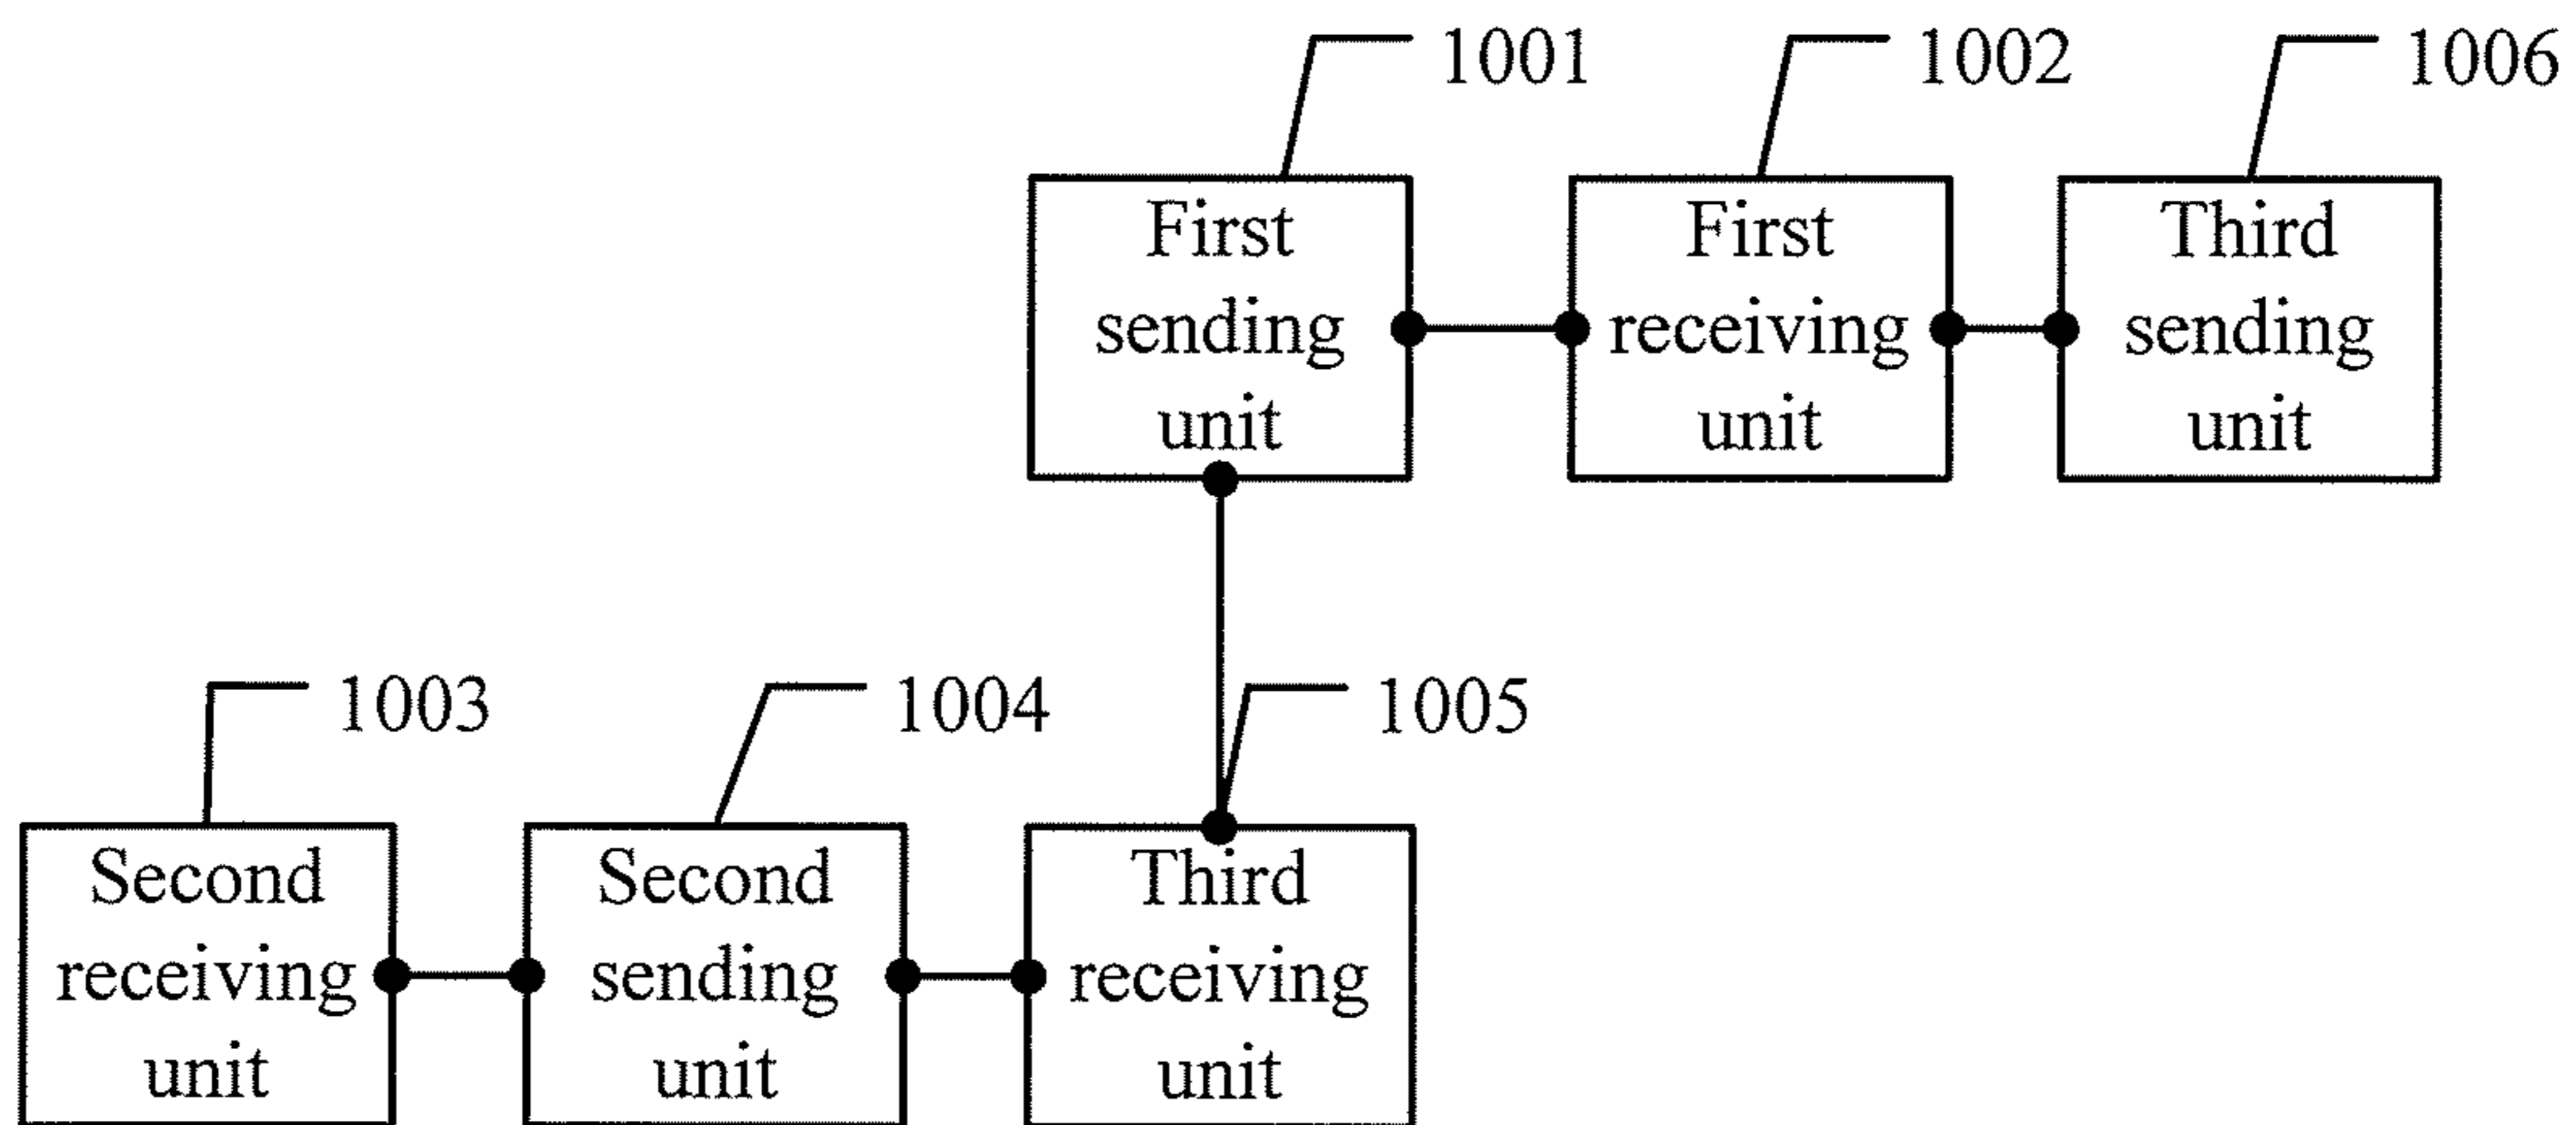 1001
1002
1006
First
sending
unit
First
receiving
unit
Third
sending
unit
1003
1004
1005
Second
receiving
unit
Second
sending
unit
Third
receiving
unit